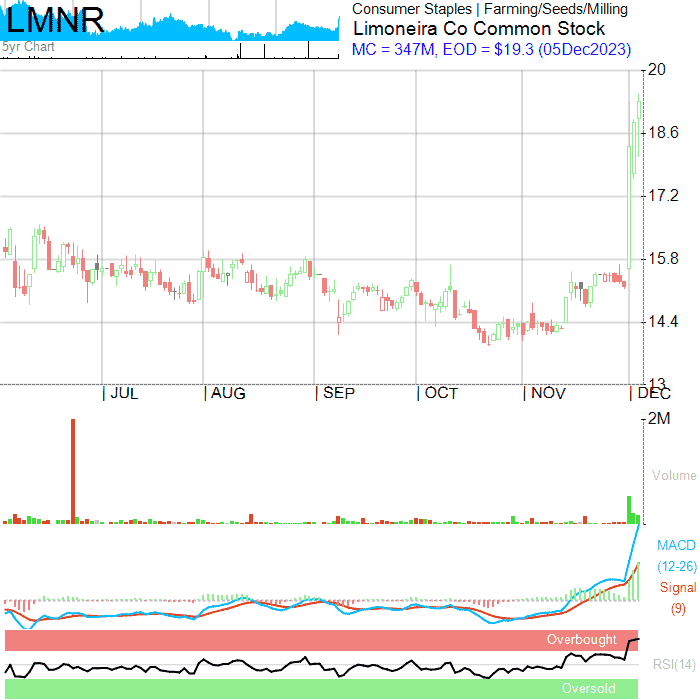 LMNR
5yr Chart
Consumer Staples | Farming/Seeds/Milling
Limoneira Co Common Stock
MC = 347M, EOD = $19.3 (05Dec2023)
20
18.6
17.2
15.8
14.4
13
| JUL | AUG | SEP | OCT | NOV | DEC
2M
Volume
MACD
(12-26)
Signal
(9)
Overbought
RSI(14)
Oversold